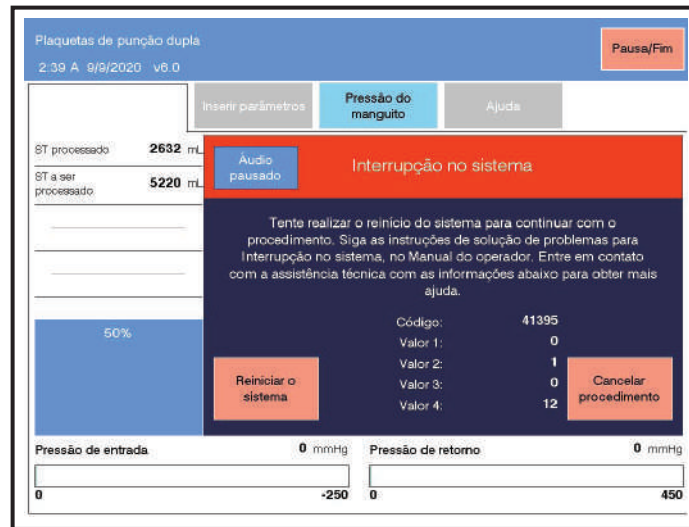 Plaquetas de punção dupla
2:39 A 9/9/2020 v6.0
Pausa/Fim
Inserir parâmetros
Pressão do
manguito
Ajuda
ST processado 2632 mL
ST a ser
processado 5220 mL
Áudio
pausado
Interrupção no sistema
Tente realizar o reinício do sistema para continuar com o
procedimento. Siga as instruções de solução de problemas para
Interrupção no sistema, no Manual do operador. Entre em contato
com a assistência técnica com as informações abaixo para obter mais
ajuda.
50%
Código: 41395
Valor 1: 0
Valor 2: 1
Valor 3: 0
Valor 4: 12
Reiniciar o
sistema
Cancelar
procedimento
Pressão de entrada 0 mmHg
Pressão de retorno 0 mmHg
0 -250
0 450